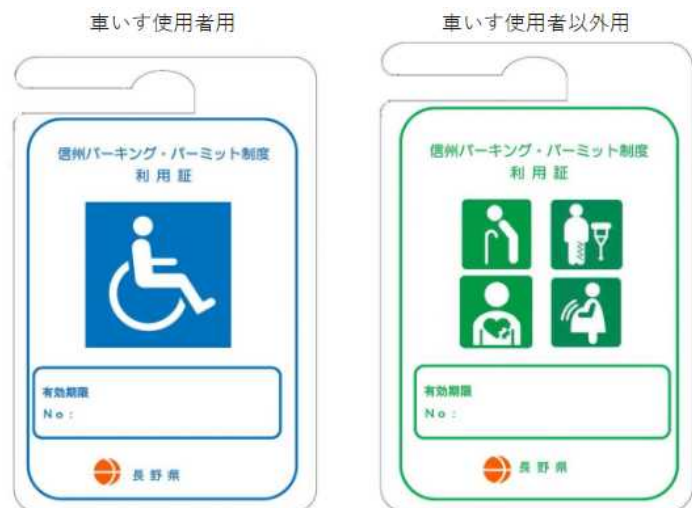 車いす使用者用
信州パーキング・パーミット制度
利用証
有効期限
No:
長野県
車いす使用者以外用
信州パーキング・パーミット制度
利用証
有効期限
No:
長野県